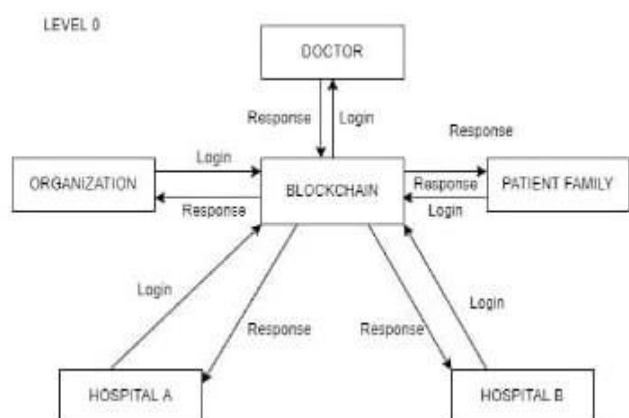 LEVEL 0
DOCTOR
Response
Login
Response
Login
ORGANIZATION
BLOCKCHAIN
Response
PATIENT FAMILY
Response
Login
Login
Response
Response
Login
HOSPITAL A
HOSPITAL B